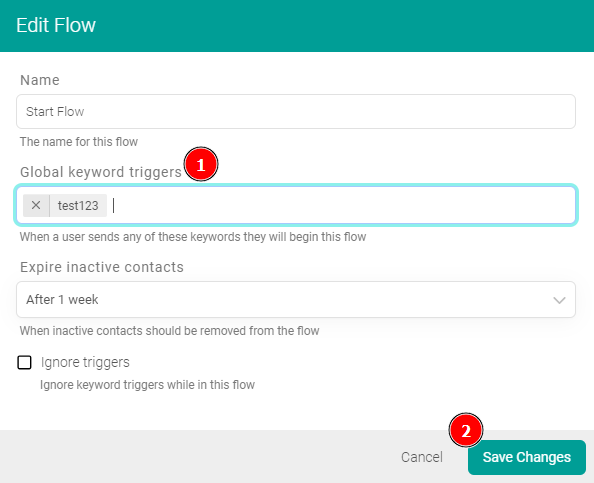 Edit Flow
Name
Start Flow
The name for this flow
Global keyword triggers 1
× test123
When a user sends any of these keywords they will begin this flow
Expire inactive contacts
After 1 week
When inactive contacts should be removed from the flow
Ignore triggers
Ignore keyword triggers while in this flow
2
Cancel Save Changes